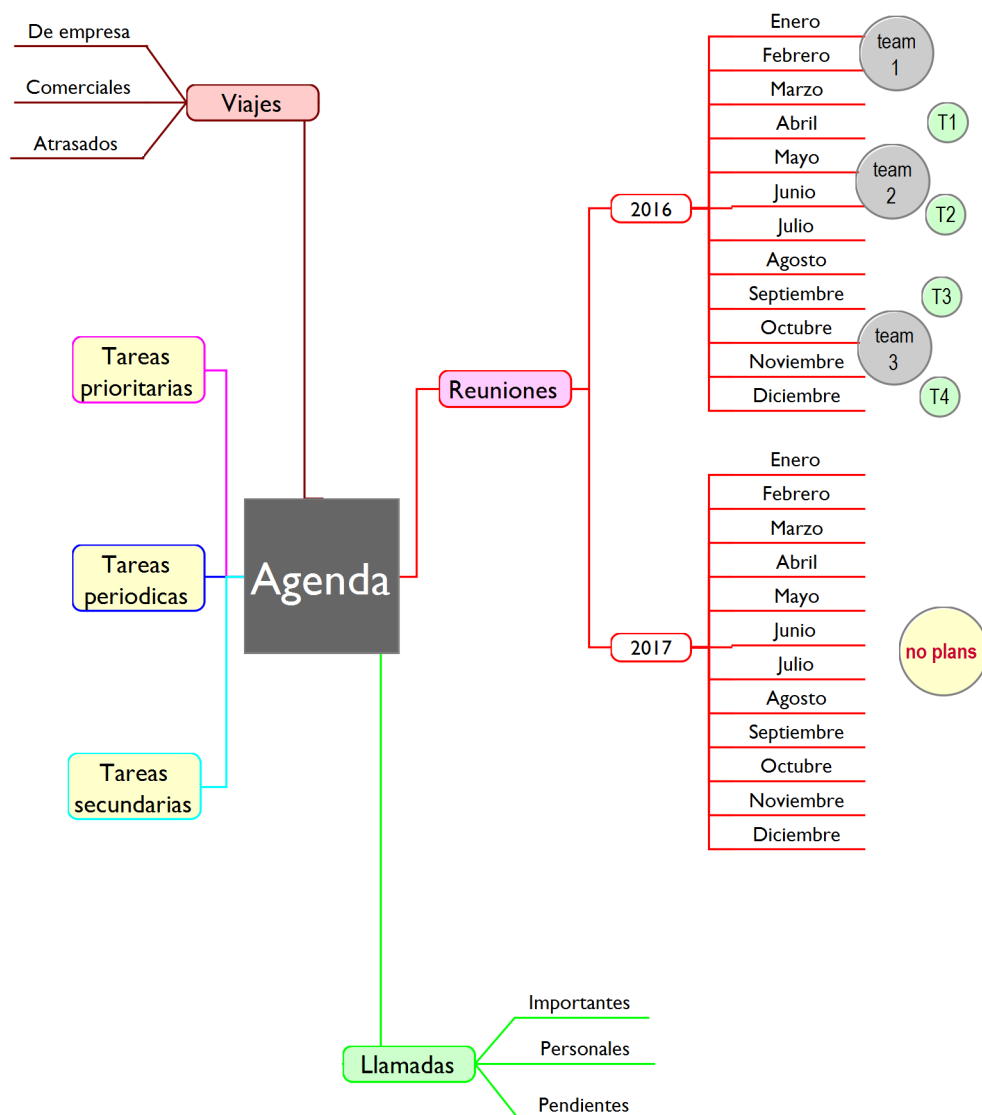 De empresa
Comerciales
Atrasados
Viajes
Tareas
prioritarias
Tareas
periodicas
Tareas
secundarias
Agenda
Reuniones
2016
Enero
Febrero
Marzo
Abril
Mayo
Junio
Julio
Agosto
Septiembre
Octubre
Noviembre
Diciembre
team
1
T1
team
2
T2
T3
team
3
T4
2017
Enero
Febrero
Marzo
Abril
Mayo
Junio
Julio
Agosto
Septiembre
Octubre
Noviembre
Diciembre
no plans
Llamadas
Importantes
Personales
Pendientes